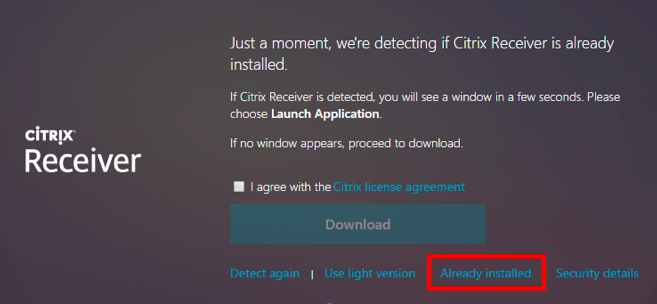 Just a moment, we're detecting if Citrix Receiver is already
installed.
If Citrix Receiver is detected, you will see a window in a few seconds. Please
choose Launch Application.
If no window appears, proceed to download.
CİTRIX
Receiver
I agree with the Citrix license agreement
Download
Detect again | Use light version Already installed Security details